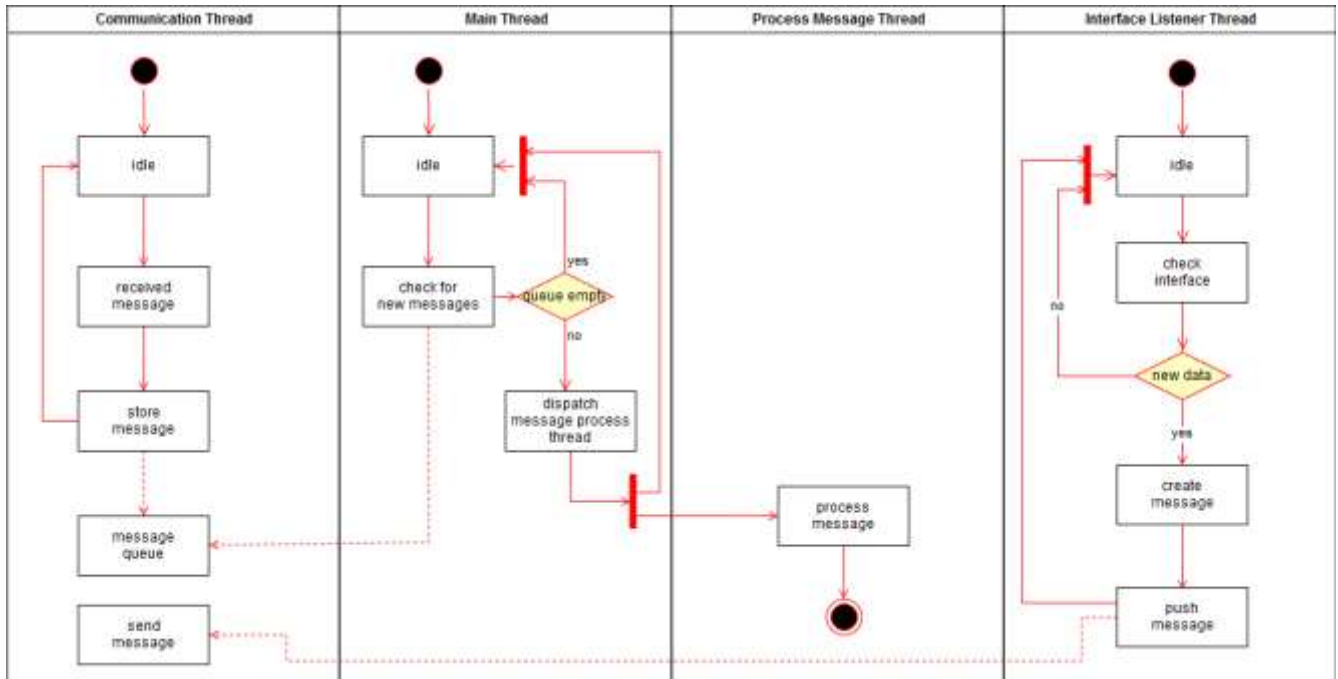 Communication Thread
Main Thread
Process Message Thread
Interface Listener Thread
idle
received
message
store
message
message
queue
send
message
idle
check for
new messages
yes
queue empty
no
dispatch
message process
thread
process
message
idle
check
interface
no
new data
yes
create
message
push
message